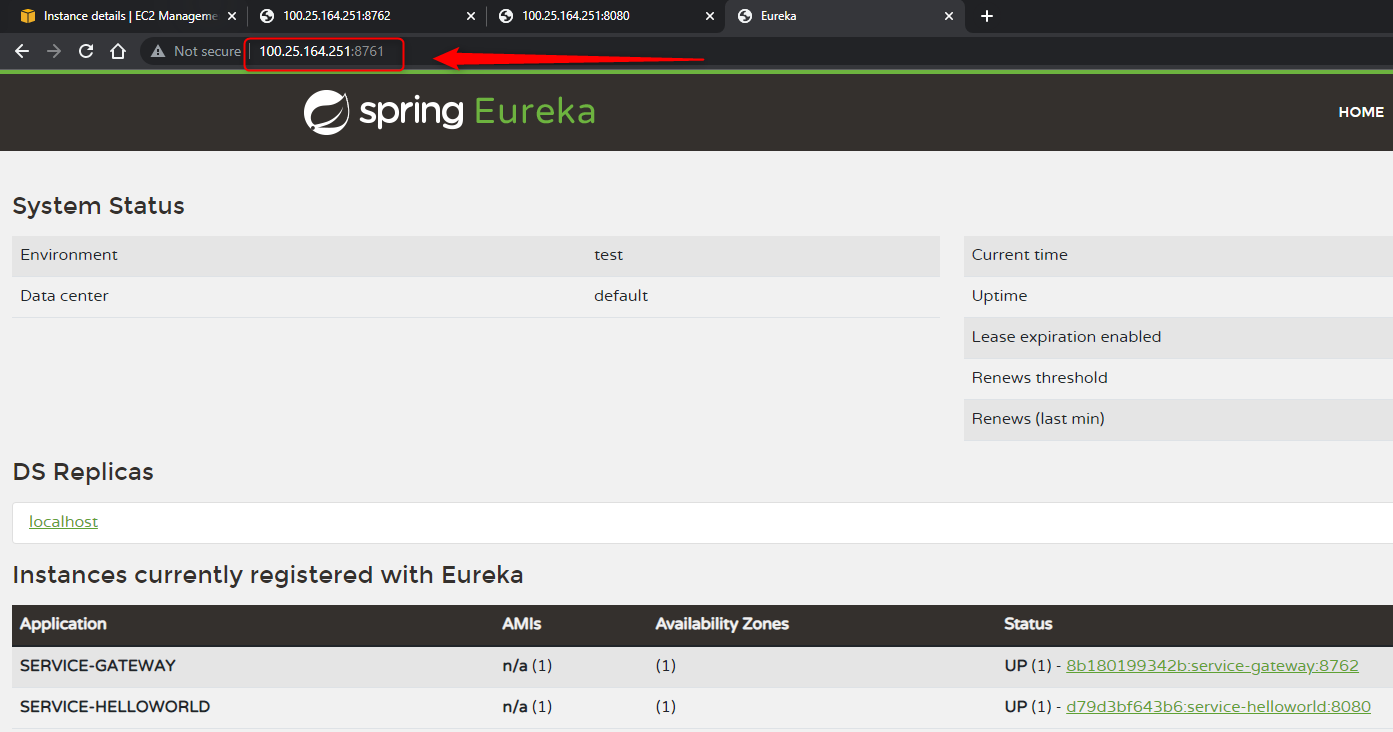 Instance details | EC2 Manageme
100.25.164.251:8762
100.25.164.251:8080
Eureka
Not secure
100.25.164.251:8761
spring Eureka
HOME
System Status
Environment test
Data center default
Current time
Uptime
Lease expiration enabled
Renews threshold
Renews (last min)
DS Replicas
localhost
Instances currently registered with Eureka
Application AMIs Availability Zones Status
SERVICE-GATEWAY n/a (1) (1) UP (1) - 8b180199342b:service-gateway:8762
SERVICE-HELLOWORLD n/a (1) (1) UP (1) - d79d3bf643b6:service-helloworld:8080